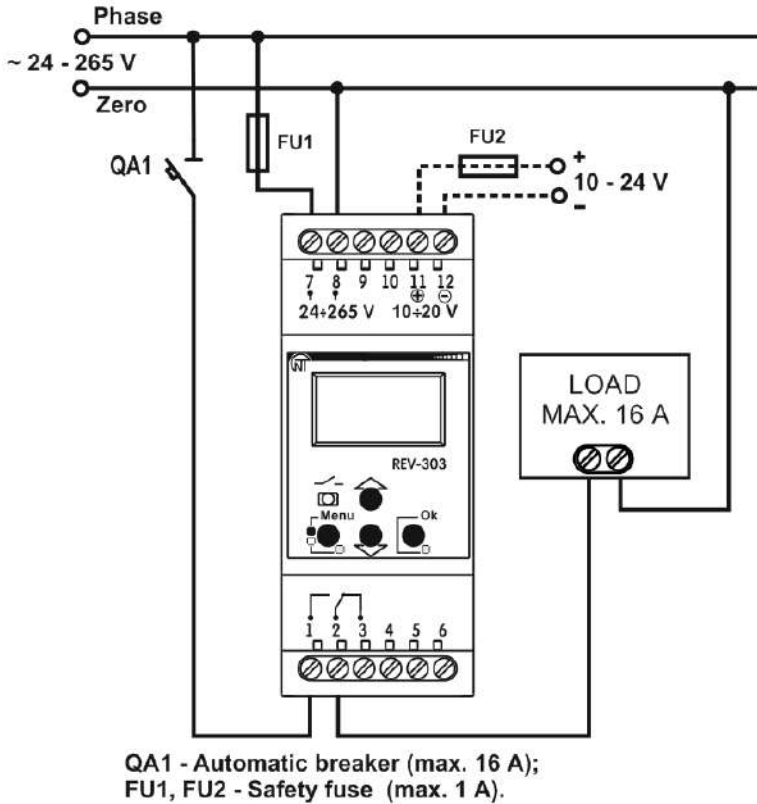 Phase
~ 24 - 265 V
Zero
QA1
FU1
FU2
+
10 - 24 V
-
7 8 9 10 11 12
24÷265 V 10÷20 V
LOAD
MAX. 16 A
REV-303
Menu
Ok
1 2 3 4 5 6
QA1 - Automatic breaker (max. 16 A);
FU1, FU2 - Safety fuse (max. 1 A).